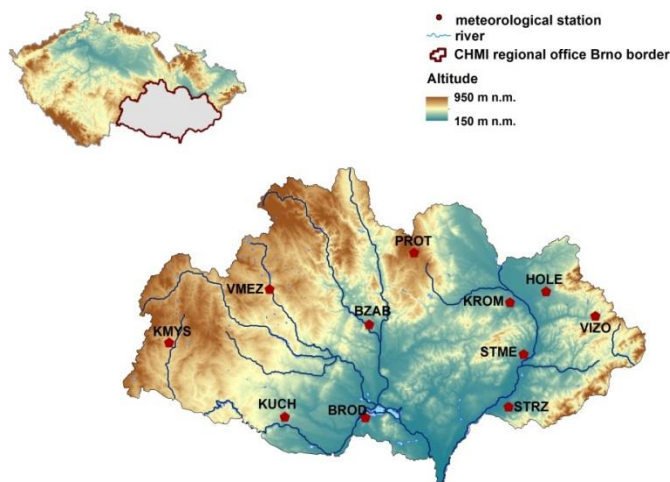 meteorological station
river
CHMI regional office Brno border
Altitude
950 m n.m.
150 m n.m.
PROT
HOLE
VMEZ
KROM
BZAB
VIZO
KMYS
STME
KUCH
BROD
STRZ